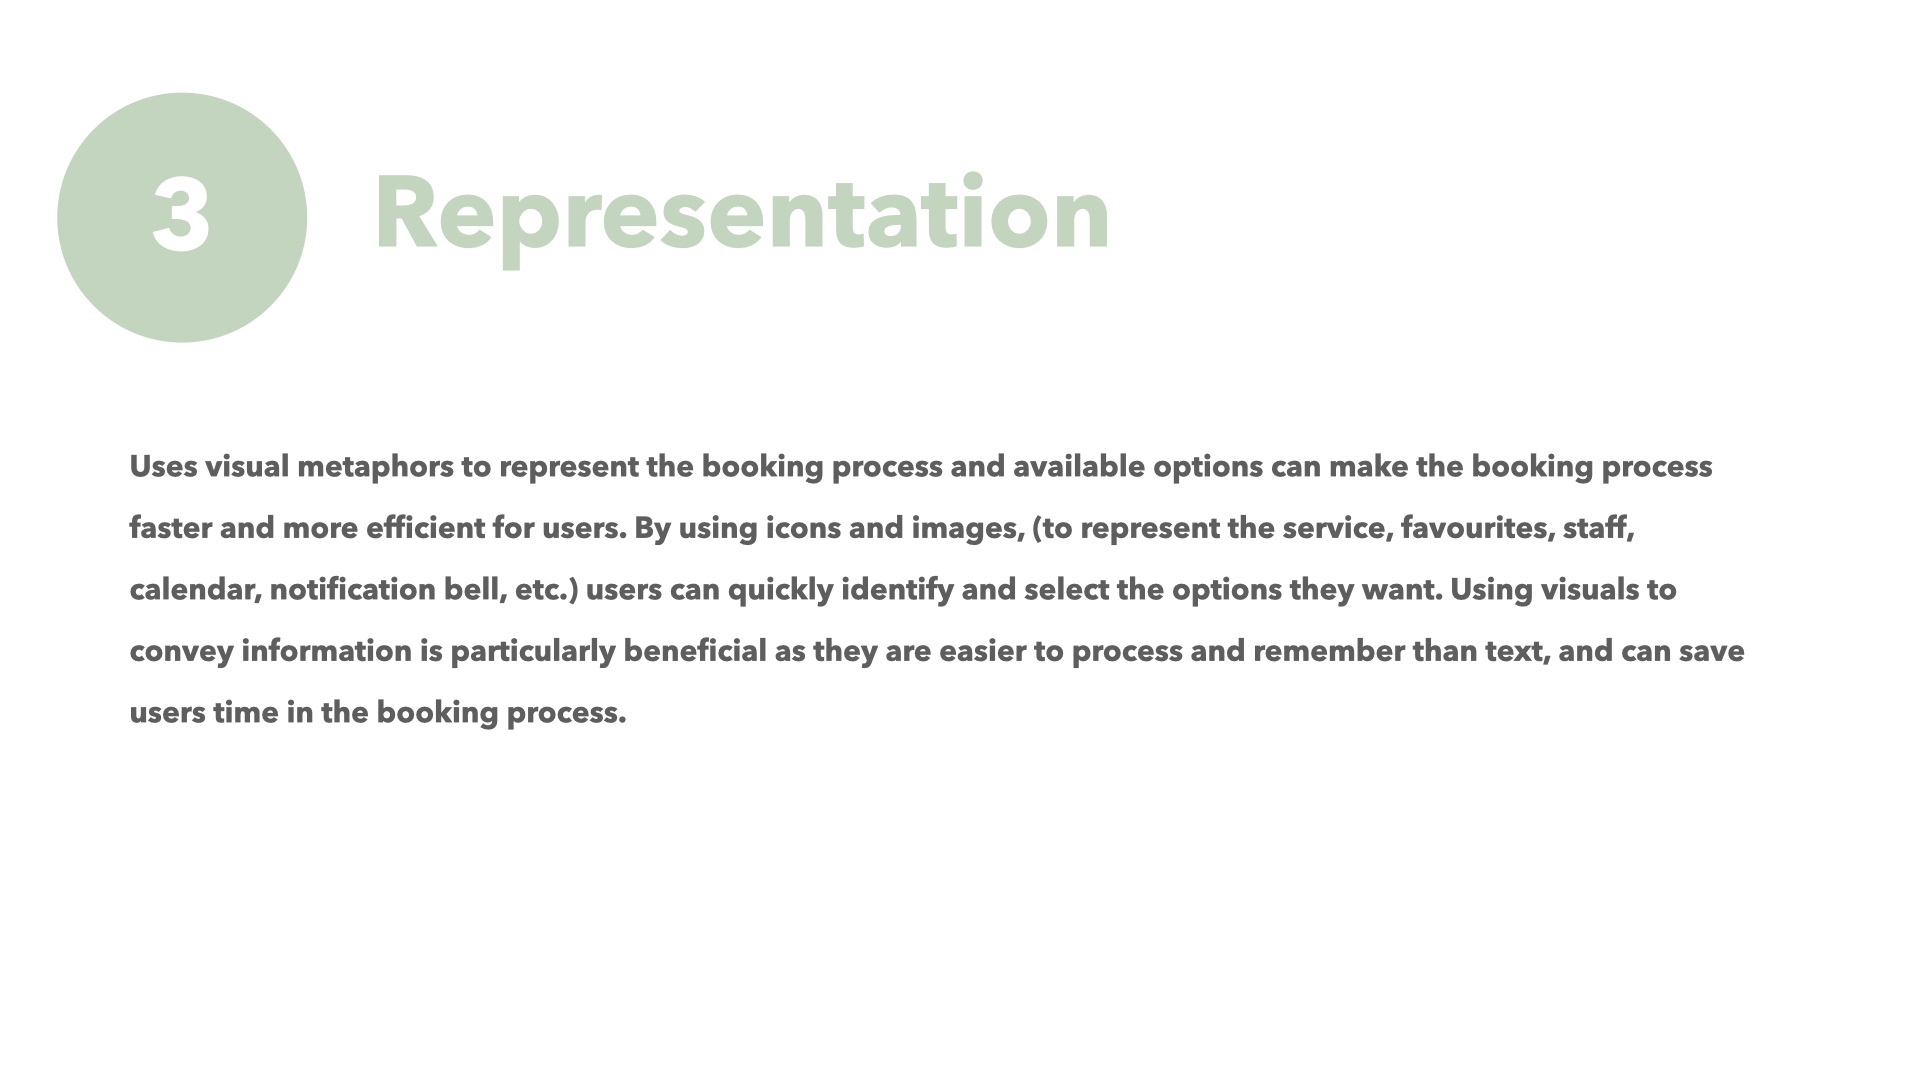 3
Representation
Uses visual metaphors to represent the booking process and available options can make the booking process
faster and more efficient for users. By using icons and images, (to represent the service, favourites, staff,
calendar, notification bell, etc.) users can quickly identify and select the options they want. Using visuals to
convey information is particularly beneficial as they are easier to process and remember than text, and can save
users time in the booking process.